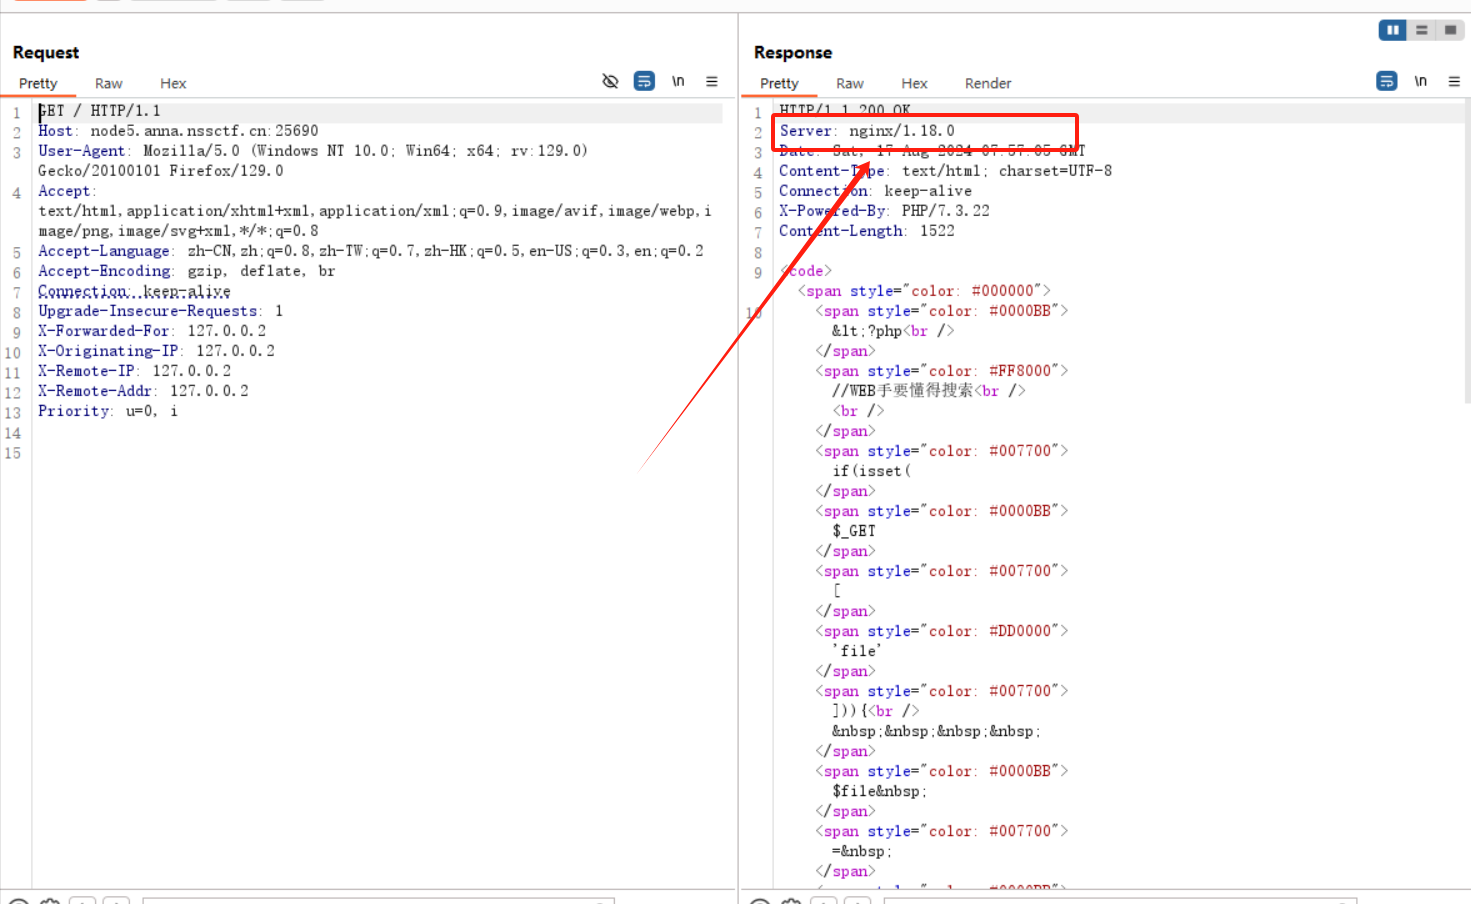 Request
Pretty Raw Hex \n
1 GET / HTTP/1.1
2 Host: node5.anna.nssctf.cn:25690
3 User-Agent: Mozilla/5.0 (Windows NT 10.0; Win64; x64; rv:129.0)
Gecko/20100101 Firefox/129.0
4 Accept:
text/html,application/xhtml+xml,application/xml;q=0.9,image/avif,image/webp,i
mage/png,image/svg+xml,*/*;q=0.8
5 Accept-Language: zh-CN,zh;q=0.8,zh-TW;q=0.7,zh-HK;q=0.5,en-US;q=0.3,en;q=0.2
6 Accept-Encoding: gzip, deflate, br
7 Connection: keep-alive
8 Upgrade-Insecure-Requests: 1
9 X-Forwarded-For: 127.0.0.2
10 X-Originating-IP: 127.0.0.2
11 X-Remote-IP: 127.0.0.2
12 X-Remote-Addr: 127.0.0.2
13 Priority: u=0, i
14
15
Response
Pretty Raw Hex Render \n
1 HTTP/1.1 200 OK
2 Server: nginx/1.18.0
3 Date: Sat, 17 Aug 2024 07:57:05 GMT
4 Content-Type: text/html; charset=UTF-8
5 Connection: keep-alive
6 X-Powered-By: PHP/7.3.22
7 Content-Length: 1522
8
9 <code>
<span style="color: #000000">
10 <span style="color: #0000BB">
&lt;?php<br />
</span>
<span style="color: #FF8000">
//WEB手要懂得搜索<br />
<br />
</span>
<span style="color: #007700">
if(isset(
</span>
<span style="color: #0000BB">
$_GET
</span>
<span style="color: #007700">
[
</span>
<span style="color: #DD0000">
'file'
</span>
<span style="color: #007700">
])){<br />
&nbsp;&nbsp;&nbsp;&nbsp;
</span>
<span style="color: #0000BB">
$file&nbsp;
</span>
<span style="color: #007700">
=&nbsp;
</span>